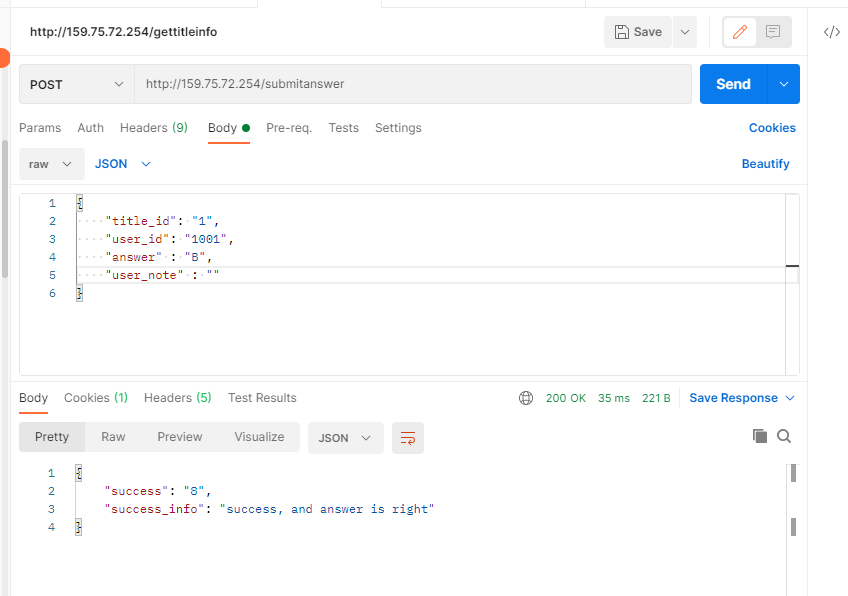 http://159.75.72.254/gettitleinfo
Save
</>
POST
http://159.75.72.254/submitanswer
Send
Params Auth Headers (9) Body Pre-req. Tests Settings
Cookies
raw JSON
Beautify
1 {
2 "title_id": "1",
3 "user_id": "1001",
4 "answer" : "B",
5 "user_note" : ""
6 }
Body Cookies (1) Headers (5) Test Results
200 OK 35 ms 221 B Save Response
Pretty Raw Preview Visualize JSON
1 {
2 "success": "8",
3 "success_info": "success, and answer is right"
4 }